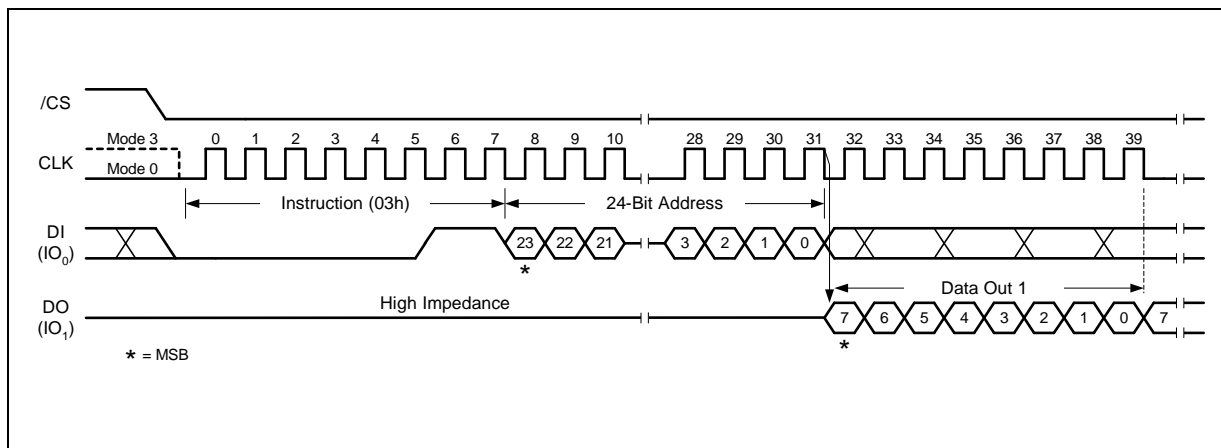 /CS
Mode 3 0 1 2 3 4 5 6 7 8 9 10 28 29 30 31 32 33 34 35 36 37 38 39
CLK
Mode 0
Instruction (03h) 24-Bit Address
DI
(IO0) 23 22 21 3 2 1 0
*
Data Out 1
High Impedance
DO
(IO1) 7 6 5 4 3 2 1 0 7
*
* = MSB